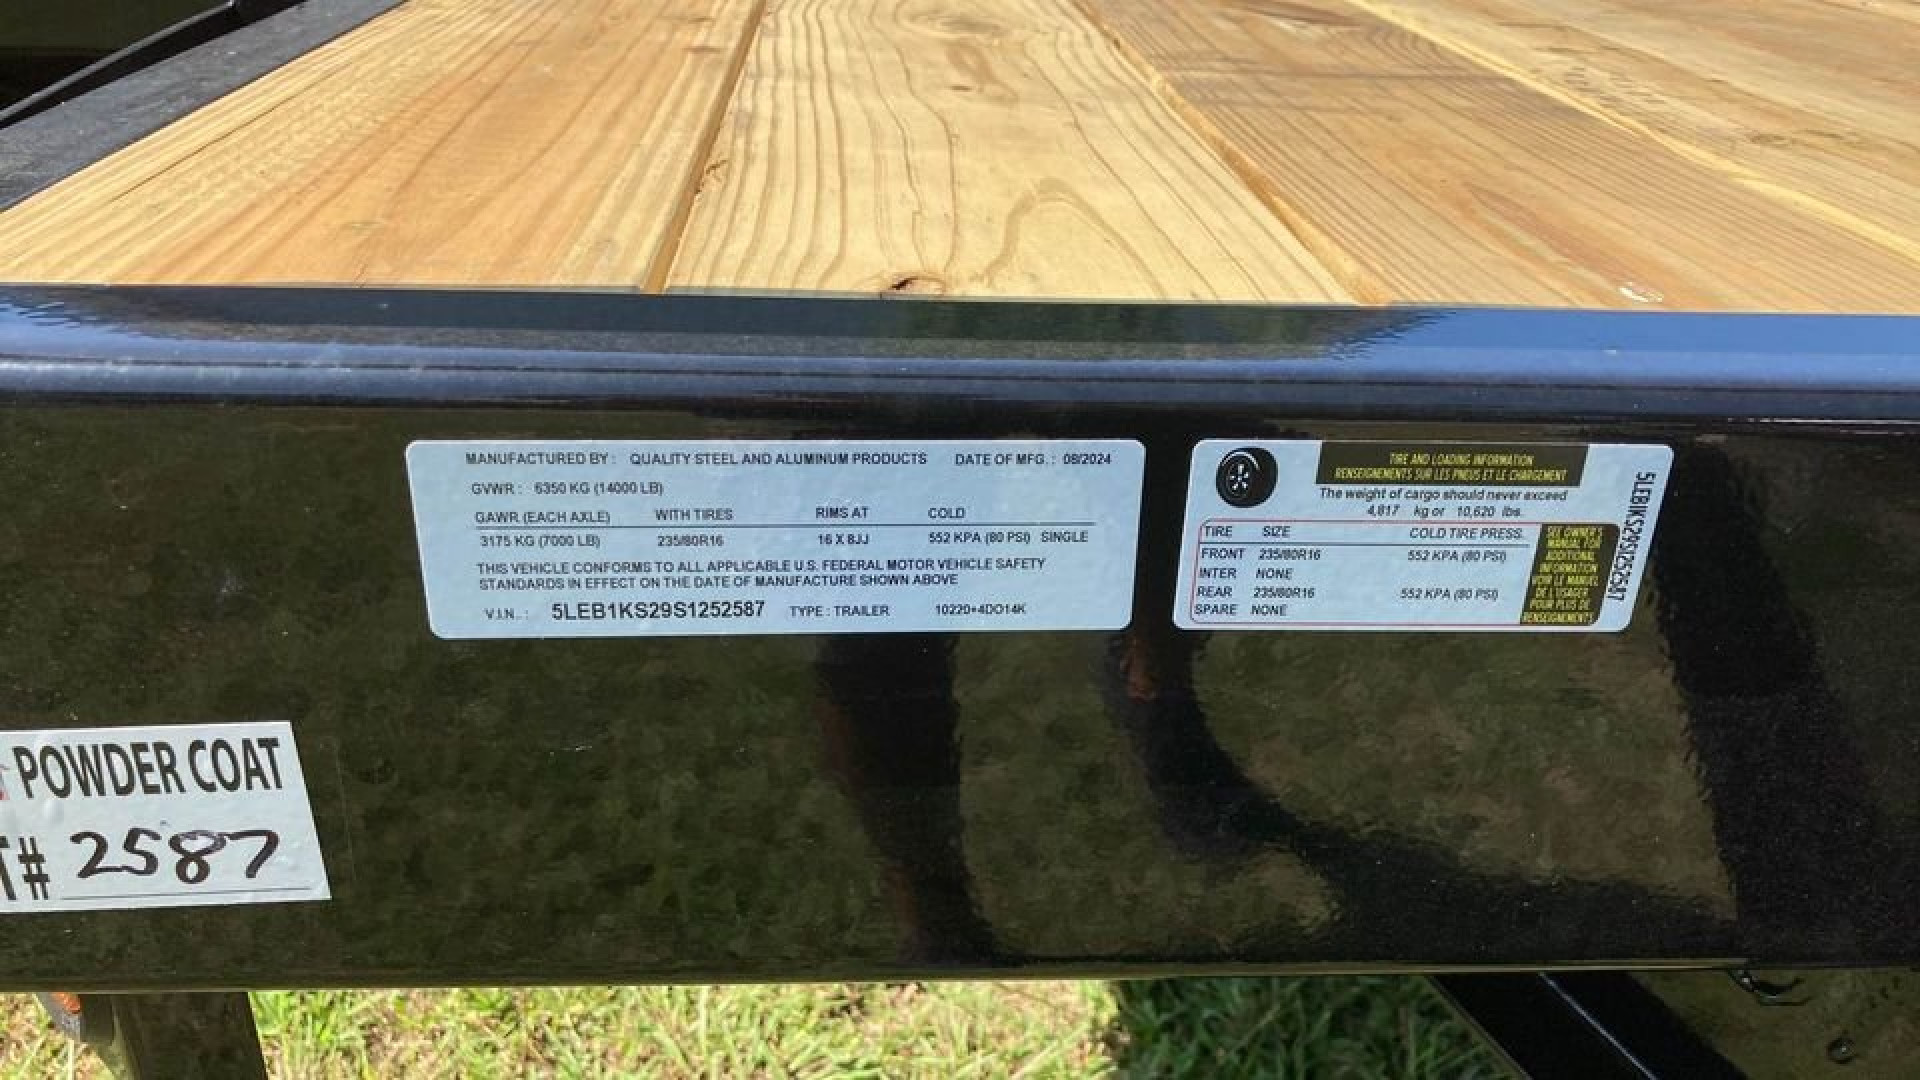 MANUFACTURED BY : QUALITY STEEL AND ALUMINUM PRODUCTS DATE OF MFG. : 08/2024
GVWR : 6350 KG (14000 LB)
GAWR (EACH AXLE) WITH TIRES RIMS AT COLD
3175 KG (7000 LB) 235/80R16 16 X 8JJ 552 KPA (80 PSI) SINGLE
THIS VEHICLE CONFORMS TO ALL APPLICABLE U.S. FEDERAL MOTOR VEHICLE SAFETY
STANDARDS IN EFFECT ON THE DATE OF MANUFACTURE SHOWN ABOVE
V.I.N.. : 5LEB1KS29S1252587 TYPE : TRAILER 10220+4DO14K
TIRE AND LOADING INFORMATION
RENSEIGNEMENTS SUR LES PNEUS ET LE CHARGEMENT
The weight of cargo should never exceed
4,817 kg or 10,620 lbs.
TIRE SIZE COLD TIRE PRESS.
FRONT 235/80R16 552 KPA (80 PSI)
INTER NONE
REAR 235/80R16 552 KPA (80 PSI)
SPARE NONE
SEE OWNER'S
MANUAL FOR
ADDITIONAL
INFORMATION
VOIR LE MANUEL
DE L'USAGER
POUR PLUS DE
RENSEIGNEMENTS
5LEB1KS29S1252587
POWDER COAT
T# 2587